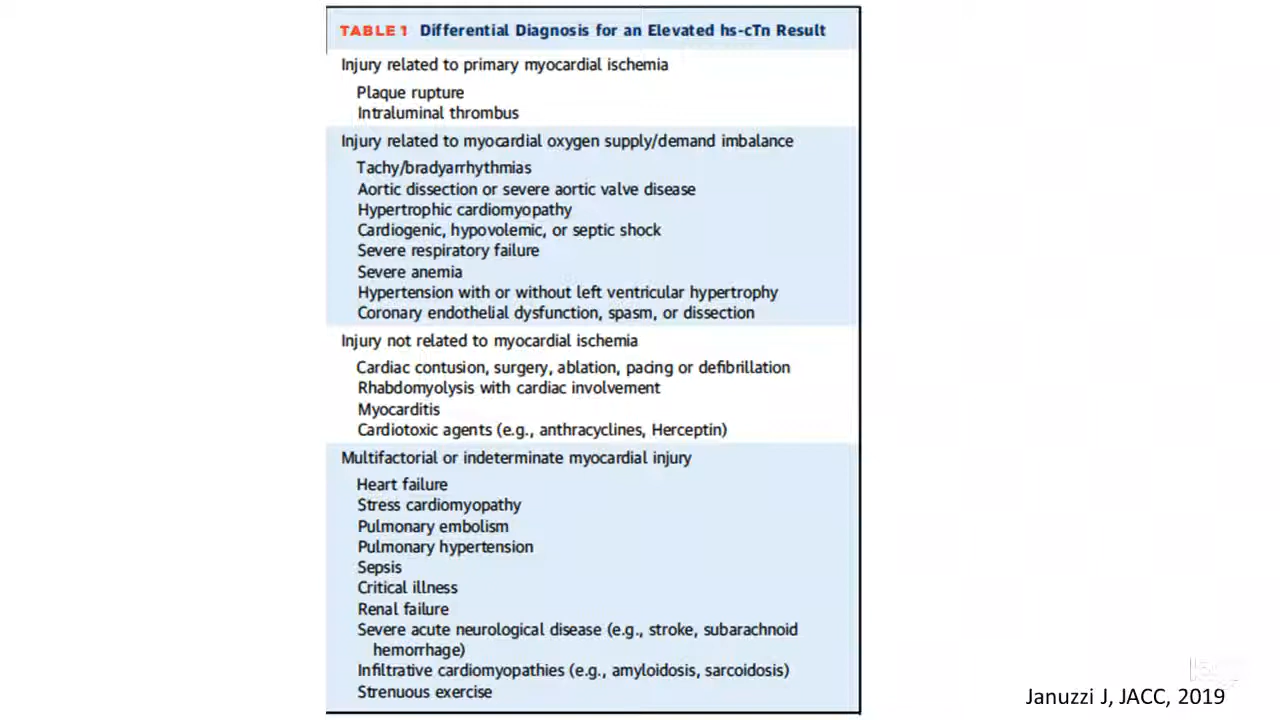 TABLE 1 Differential Diagnosis for an Elevated hs-cTn Result
Injury related to primary myocardial ischemia
Plaque rupture
Intraluminal thrombus
Injury related to myocardial oxygen supply/demand imbalance
Tachy/bradyarrhythmias
Aortic dissection or severe aortic valve disease
Hypertrophic cardiomyopathy
Cardiogenic, hypovolemic, or septic shock
Severe respiratory failure
Severe anemia
Hypertension with or without left ventricular hypertrophy
Coronary endothelial dysfunction, spasm, or dissection
Injury not related to myocardial ischemia
Cardiac contusion, surgery, ablation, pacing or defibrillation
Rhabdomyolysis with cardiac involvement
Myocarditis
Cardiotoxic agents (e.g., anthracyclines, Herceptin)
Multifactorial or indeterminate myocardial injury
Heart failure
Stress cardiomyopathy
Pulmonary embolism
Pulmonary hypertension
Sepsis
Critical illness
Renal failure
Severe acute neurological disease (e.g., stroke, subarachnoid
hemorrhage)
Infiltrative cardiomyopathies (e.g., amyloidosis, sarcoidosis)
Strenuous exercise
Januzzi J, JACC, 2019